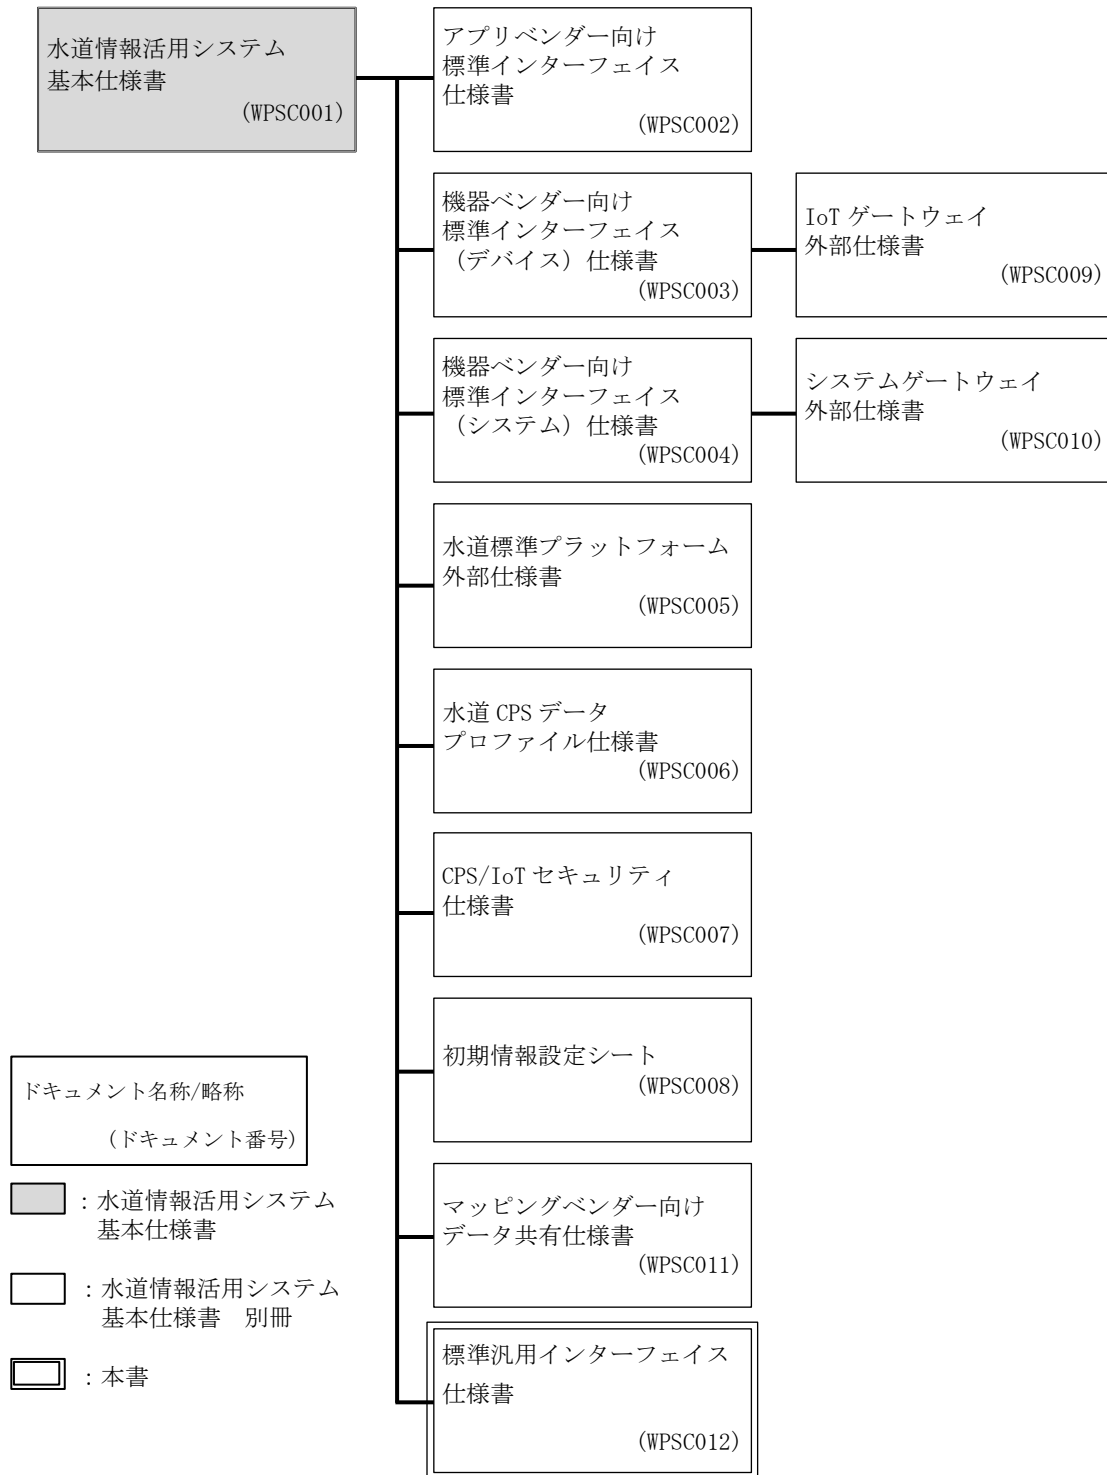 水道情報活用システム
基本仕様書
(WPSC001)
アプリベンダー向け
標準インターフェイス
仕様書
(WPSC002)
機器ベンダー向け
標準インターフェイス
（デバイス）仕様書
(WPSC003)
IoT ゲートウェイ
外部仕様書
(WPSC009)
機器ベンダー向け
標準インターフェイス
（システム）仕様書
(WPSC004)
システムゲートウェイ
外部仕様書
(WPSC010)
水道標準プラットフォーム
外部仕様書
(WPSC005)
水道 CPS データ
プロファイル仕様書
(WPSC006)
CPS/IoT セキュリティ
仕様書
(WPSC007)
初期情報設定シート
(WPSC008)
マッピングベンダー向け
データ共有仕様書
(WPSC011)
標準汎用インターフェイス
仕様書
(WPSC012)
ドキュメント名称/略称
(ドキュメント番号)
：水道情報活用システム
基本仕様書
：水道情報活用システム
基本仕様書　別冊
：本書